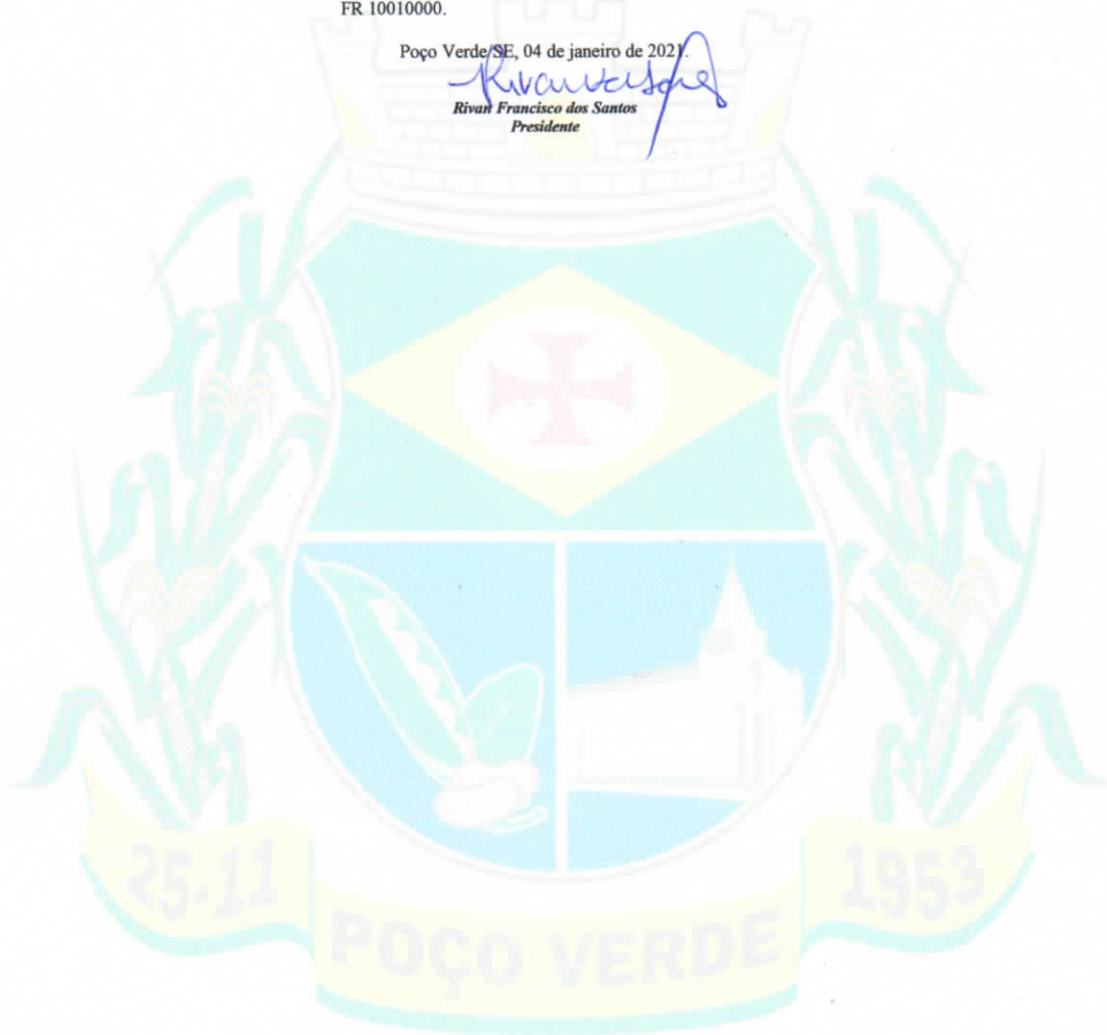 FR 10010000.
Poço Verde/SE, 04 de janeiro de 2021.
Rivan Francisco dos Santos
Presidente
25-11
1953
POÇO VERDE